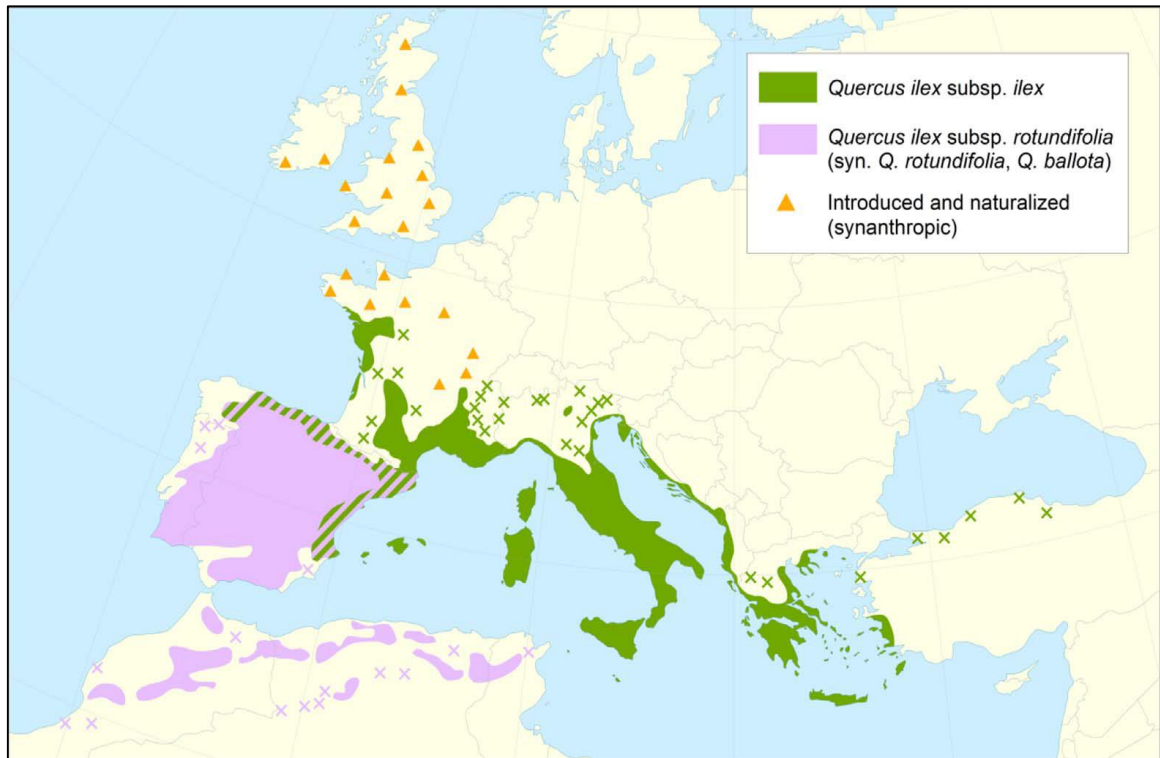 Quercus ilex subsp. ilex
Quercus ilex subsp. rotundifolia
(syn. Q. rotundifolia, Q. ballota)
Introduced and naturalized
(synanthropic)